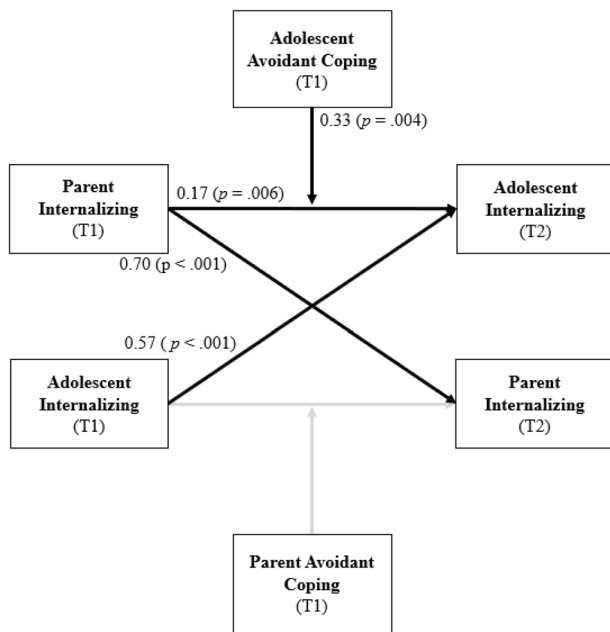 Adolescent
Avoidant Coping
(T1)
0.33 (p = .004)
Parent
Internalizing
(T1)
0.17 (p = .006)
Adolescent
Internalizing
(T2)
0.70 (p < .001)
0.57 ( p < .001)
Adolescent
Internalizing
(T1)
Parent
Internalizing
(T2)
Parent Avoidant
Coping
(T1)